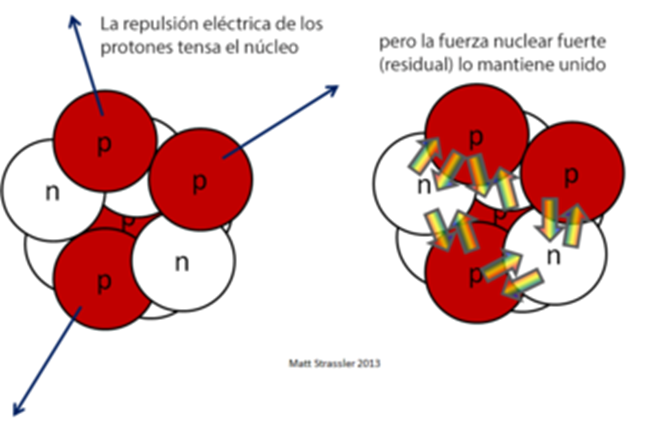 La repulsión eléctrica de los
protones tensa el núcleo
pero la fuerza nuclear fuerte
(residual) lo mantiene unido
p
n
p
p
p
n
p
p
n
p
n
p
Matt Strassler 2013